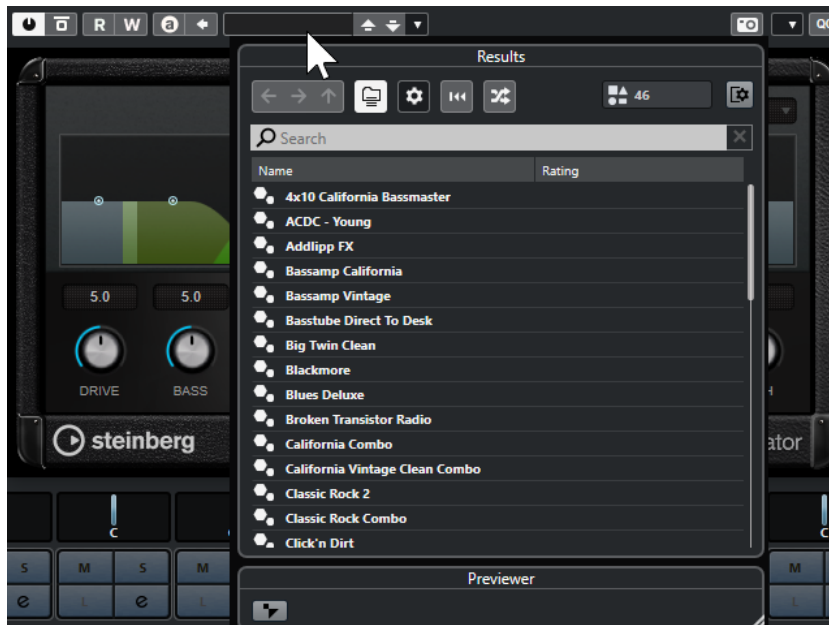 R W a QC
Results
46
Search
Name Rating
4x10 California Bassmaster
ACDC - Young
Addlipp FX
Bassamp California
Bassamp Vintage
Basstube Direct To Desk
Big Twin Clean
Blackmore
Blues Deluxe
Broken Transistor Radio
California Combo
California Vintage Clean Combo
Classic Rock 2
Classic Rock Combo
Click'n Dirt
5.0 5.0
DRIVE BASS H
steinberg ator
C C
S M S M M
e L e L L
Previewer